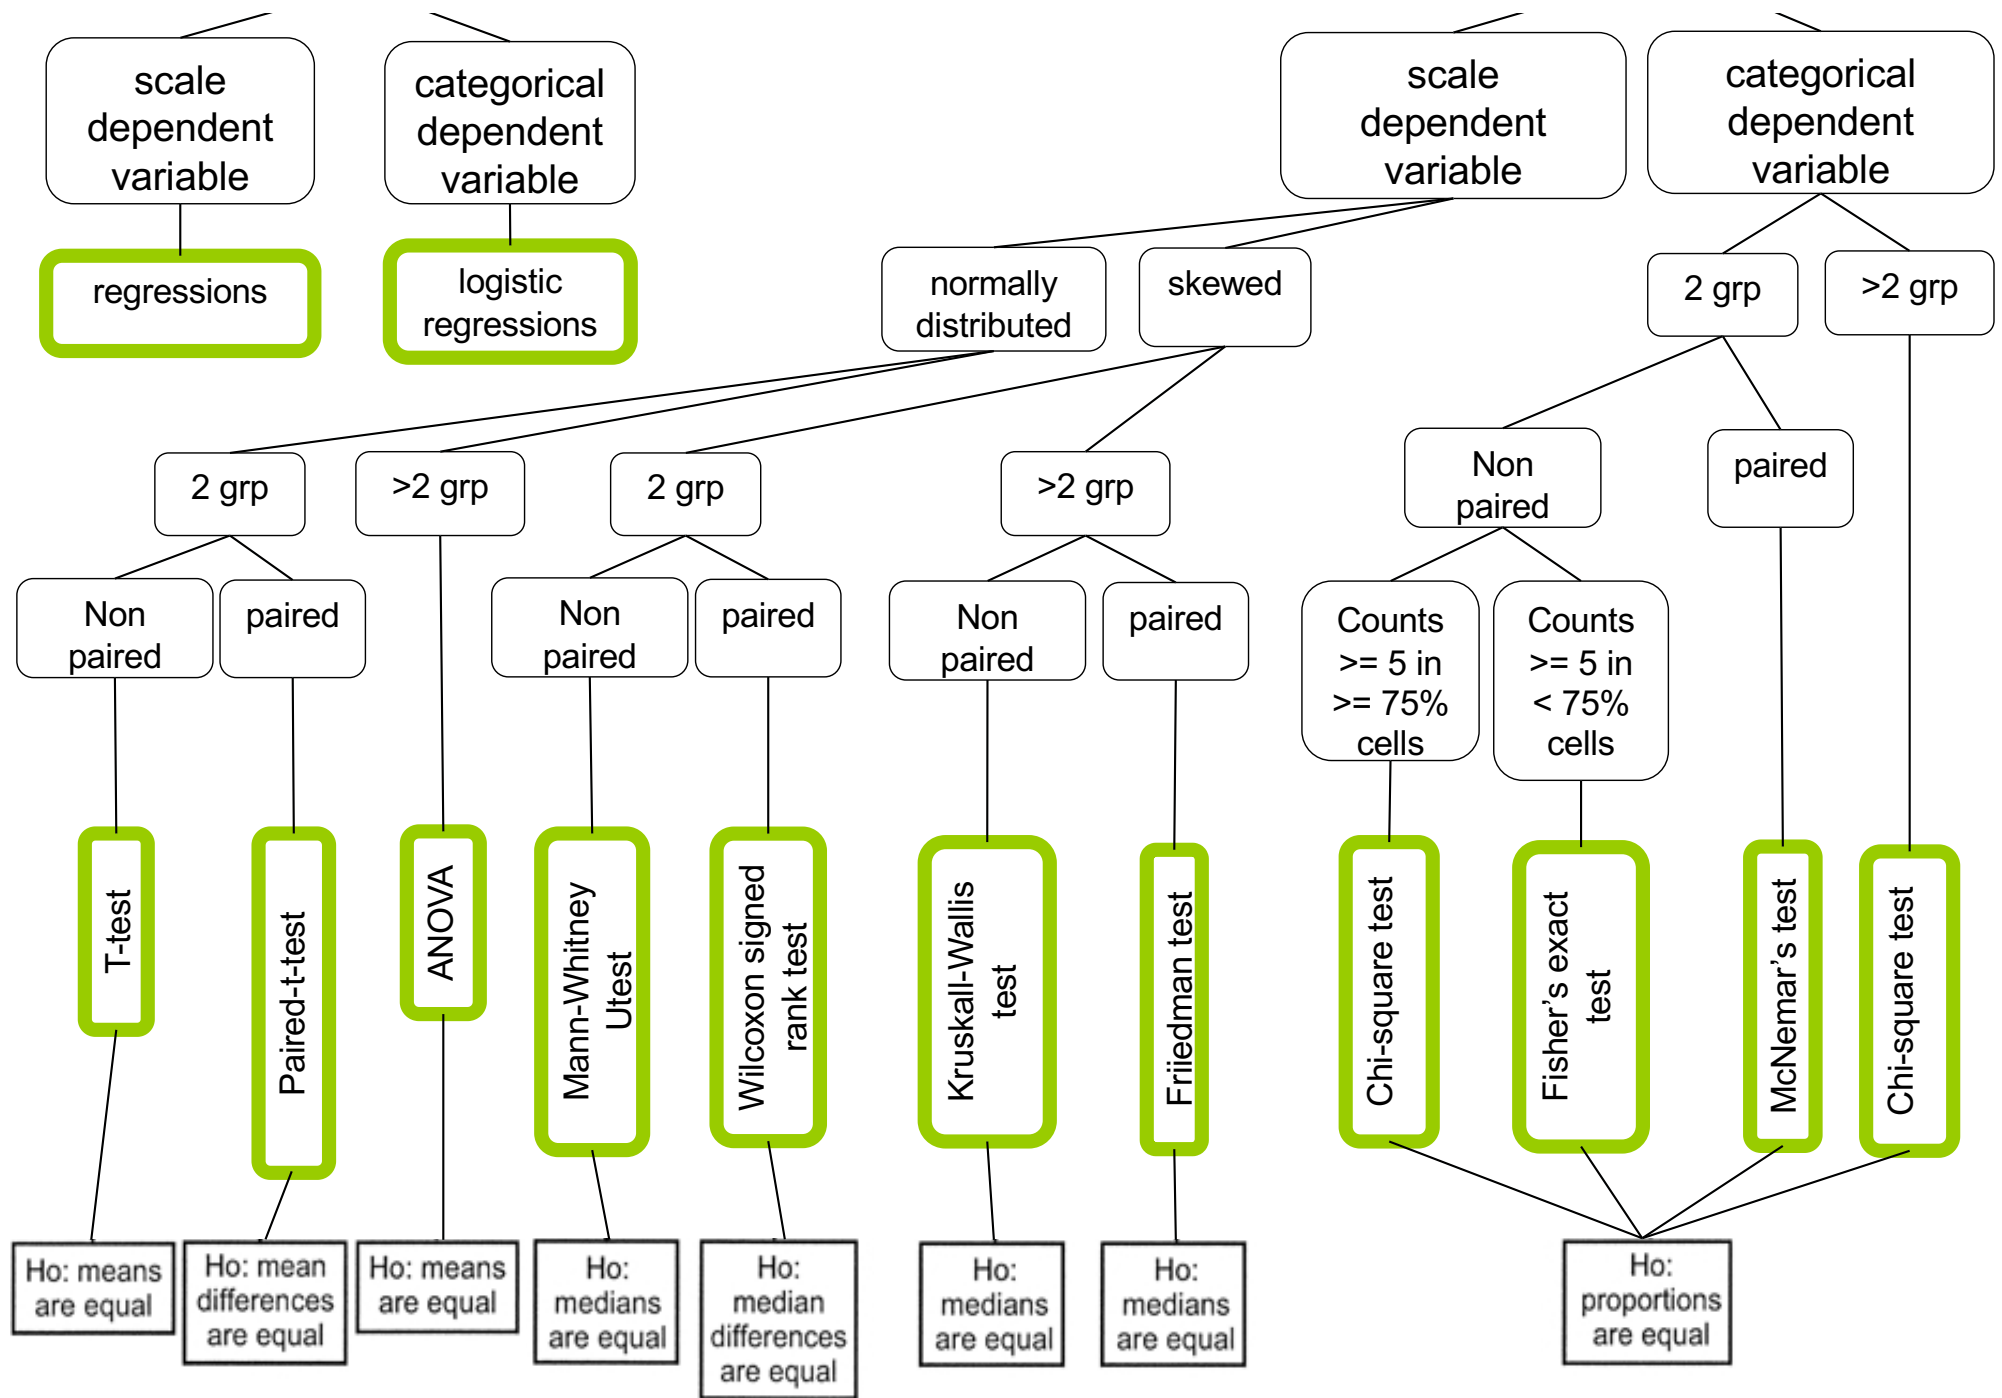 scale
dependent
variable
categorical
dependent
variable
scale
dependent
variable
categorical
dependent
variable
regressions
logistic
regressions
normally
distributed
skewed
2 grp
>2 grp
2 grp
>2 grp
2 grp
>2 grp
Non
paired
paired
Non
paired
paired
Non
paired
paired
Non
paired
paired
Counts
>= 5 in
>= 75%
cells
Counts
>= 5 in
< 75%
cells
T-test
Paired-t-test
ANOVA
Mann-Whitney
Utest
Wilcoxon signed
rank test
Kruskall-Wallis
test
Friiedman test
Chi-square test
Fisher’s exact
test
McNemar’s test
Chi-square test
Ho: means
are equal
Ho: mean
differences
are equal
Ho: means
are equal
Ho:
medians
are equal
Ho:
median
differences
are equal
Ho:
medians
are equal
Ho:
medians
are equal
Ho:
proportions
are equal